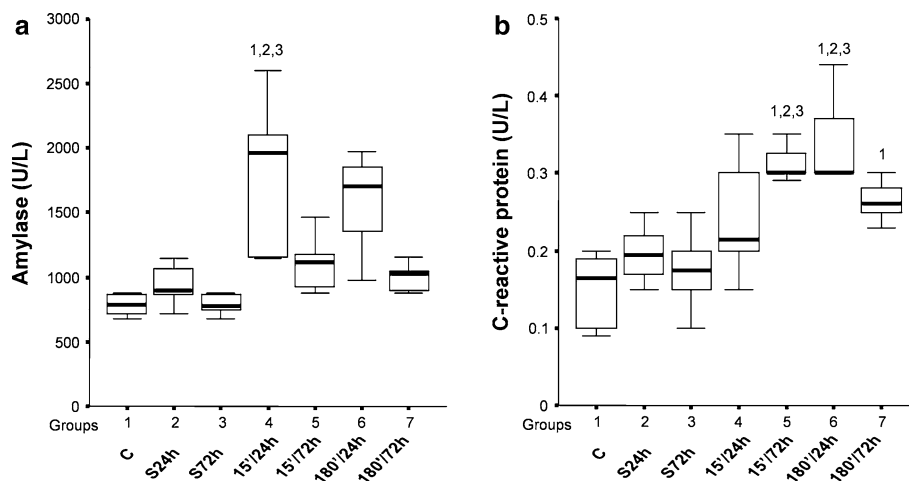 a
3000
2500
2000
1500
1000
500
0
Amylase (U/L)
1,2,3
Groups 1 2 3 4 5 6 7
C S24h S72h 15'/24h 15'/72h 180'/24h 180'/72h
b
0.5
0.4
0.3
0.2
0.1
0
C-reactive protein (U/L)
1,2,3
1,2,3
1
Groups 1 2 3 4 5 6 7
C S24h S72h 15'/24h 15'/72h 180'/24h 180'/72h